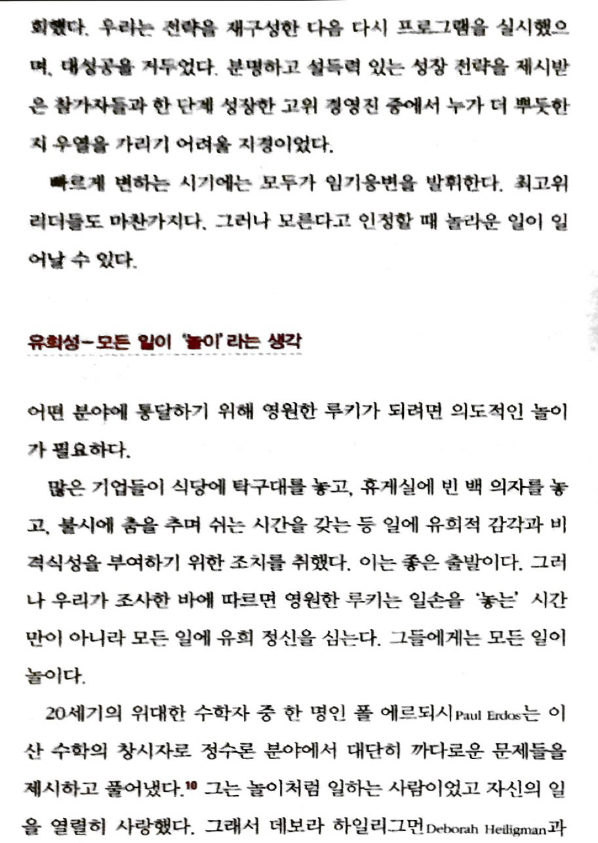 회했다. 우리는 전략을 재구성한 다음 다시 프로그램을 실시했으
며, 대성공을 거두었다. 분명하고 설득력 있는 성장 전략을 제시받
은 참가자들과 한 단계 성장한 고위 경영진 중에서 누가 더 뿌듯한
지 우열을 가리기 어려울 지경이었다.
빠르게 변하는 시기에는 모두가 임기응변을 발휘한다. 최고위
리더들도 마찬가지다. 그러나 모른다고 인정할 때 놀라운 일이 일
어날 수 있다.
유희성-모든 일이 '놀이'라는 생각
어떤 분야에 통달하기 위해 영원한 루키가 되려면 의도적인 놀이
가 필요하다.
많은 기업들이 식당에 탁구대를 놓고, 휴게실에 빈 백 의자를 놓
고, 불시에 춤을 추며 쉬는 시간을 갖는 등 일에 유희적 감각과 비
격식성을 부여하기 위한 조치를 취했다. 이는 좋은 출발이다. 그러
나 우리가 조사한 바에 따르면 영원한 루키는 일손을 '놓는' 시간
만이 아니라 모든 일에 유희 정신을 심는다. 그들에게는 모든 일이
놀이다.
20세기의 위대한 수학자 중 한 명인 폴 에르되시Paul Erdos는 이
산 수학의 창시자로 정수론 분야에서 대단히 까다로운 문제들을
제시하고 풀어냈다.10 그는 놀이처럼 일하는 사람이었고 자신의 일
을 열렬히 사랑했다. 그래서 데보라 하일리그먼Deborah Heiligman과